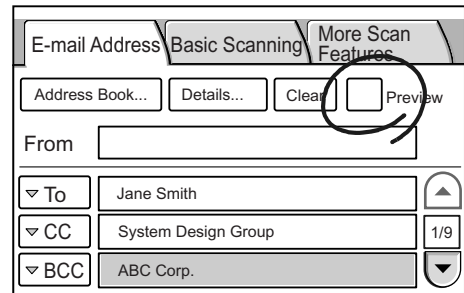 E-mail Address Basic Scanning More Scan Features
Address Book... Details... Clear Preview
From
To Jane Smith
CC System Design Group 1/9
BCC ABC Corp.